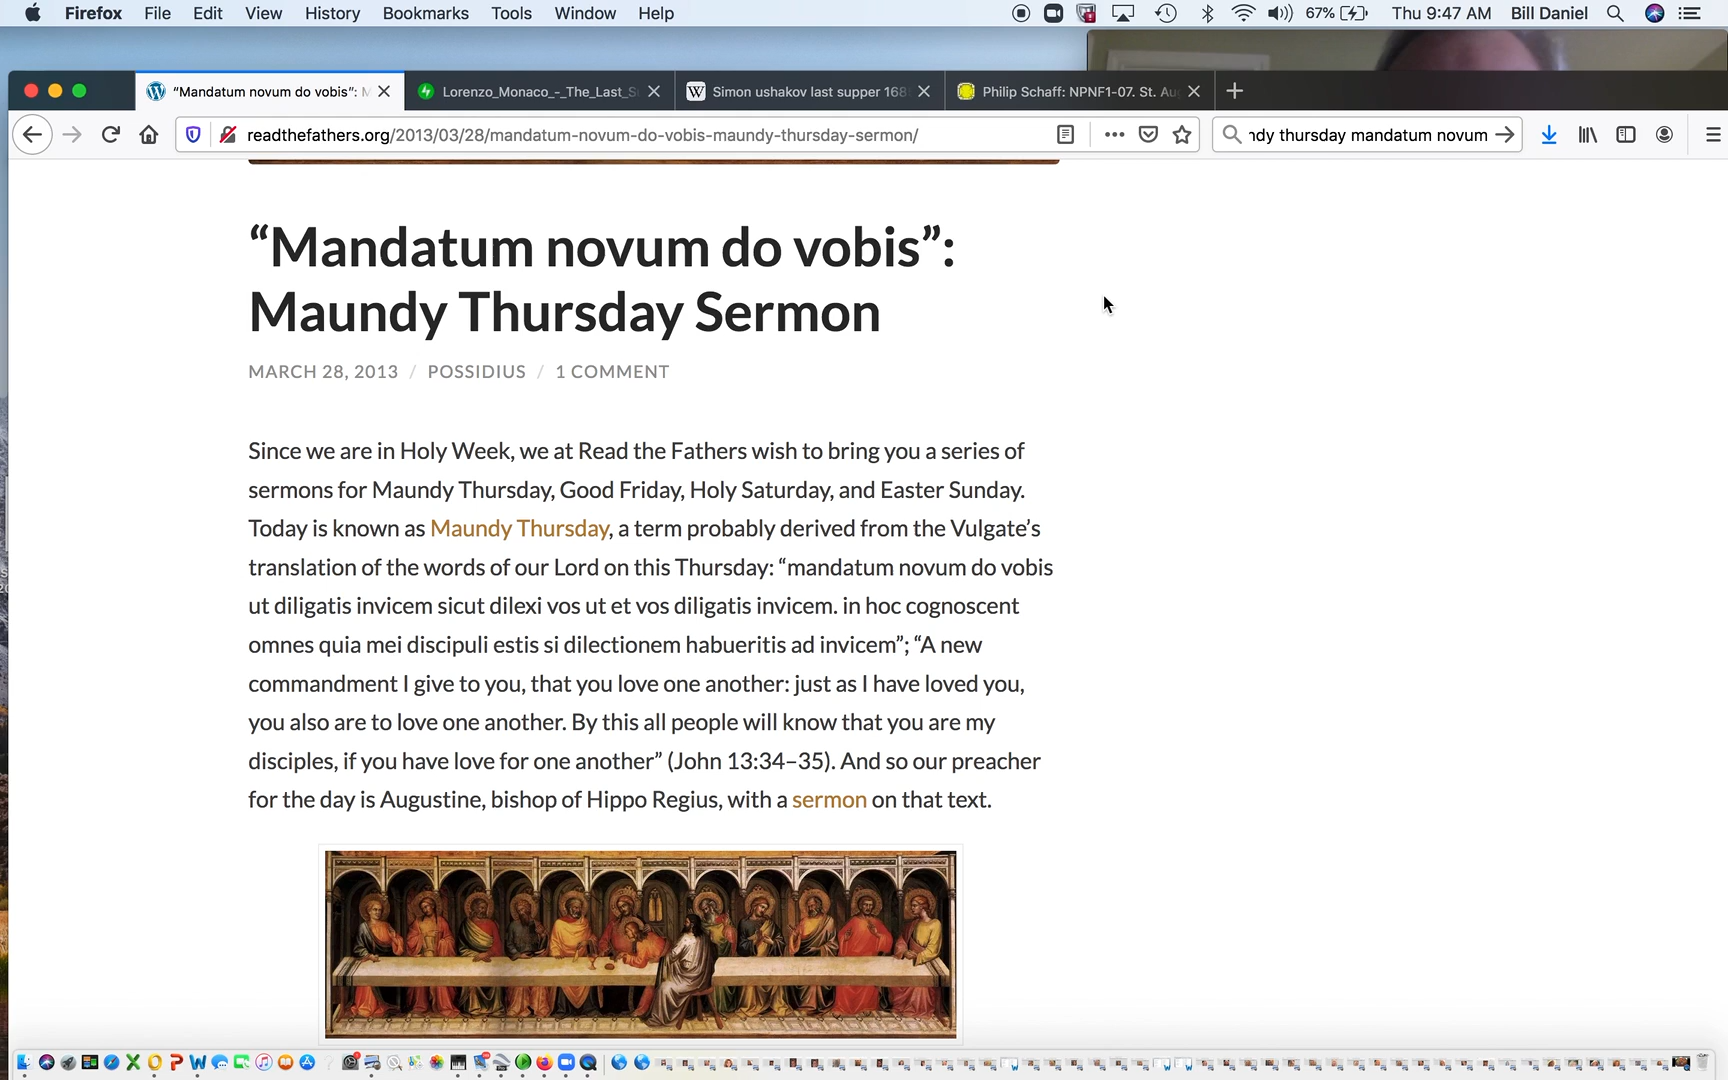 Firefox File Edit View History Bookmarks Tools Window Help 67% Thu 9:47 AM Bill Daniel
“Mandatum novum do vobis”: M Lorenzo_Monaco_-_The_Last_S Simon ushakov last supper 168 Philip Schaff: NPNF1-07. St. Au
readthefathers.org/2013/03/28/mandatum-novum-do-vobis-maundy-thursday-sermon/ ndy thursday mandatum novum
“Mandatum novum do vobis”:
Maundy Thursday Sermon
MARCH 28, 2013 / POSSIDIUS / 1 COMMENT
Since we are in Holy Week, we at Read the Fathers wish to bring you a series of
sermons for Maundy Thursday, Good Friday, Holy Saturday, and Easter Sunday.
Today is known as Maundy Thursday, a term probably derived from the Vulgate’s
translation of the words of our Lord on this Thursday: “mandatum novum do vobis
ut diligatis invicem sicut dilexi vos ut et vos diligatis invicem. in hoc cognoscent
omnes quia mei discipuli estis si dilectionem habueritis ad invicem”; “A new
commandment I give to you, that you love one another: just as I have loved you,
you also are to love one another. By this all people will know that you are my
disciples, if you have love for one another” (John 13:34–35). And so our preacher
for the day is Augustine, bishop of Hippo Regius, with a sermon on that text.